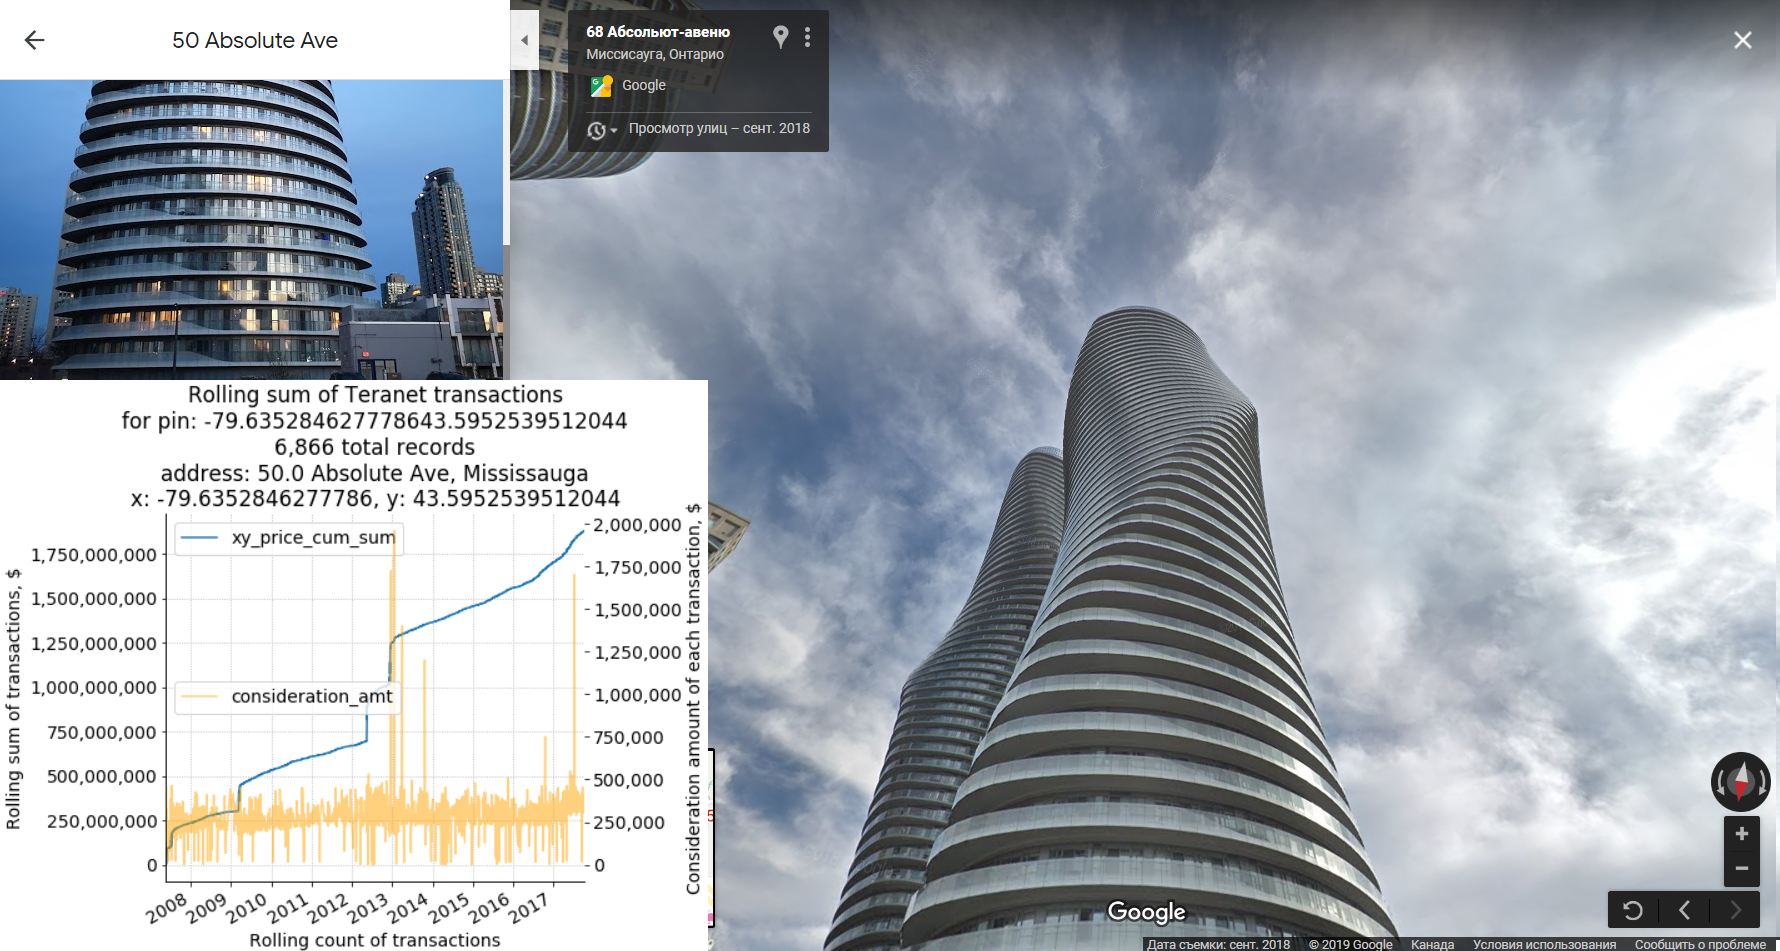 50 Absolute Ave
68 Абсольют-авеню
Миссисауга, Онтарио
Google
Просмотр улиц – сент. 2018
Rolling sum of Teranet transactions
for pin: -79.635284627778643.5952539512044
6,866 total records
address: 50.0 Absolute Ave, Mississauga
x: -79.6352846277786, y: 43.5952539512044
xy_price_cum_sum
consideration_amt
Rolling sum of transactions, $
1,750,000,000
1,500,000,000
1,250,000,000
1,000,000,000
750,000,000
500,000,000
250,000,000
0
2,000,000
1,750,000
1,500,000
1,250,000
1,000,000
750,000
500,000
250,000
0
Consideration amount of each transaction, $
2008 2009 2010 2011 2012 2013 2014 2015 2016 2017
Rolling count of transactions
Google
Дата съемки: сент. 2018 © 2019 Google Канада Условия использования Сообщить о проблеме